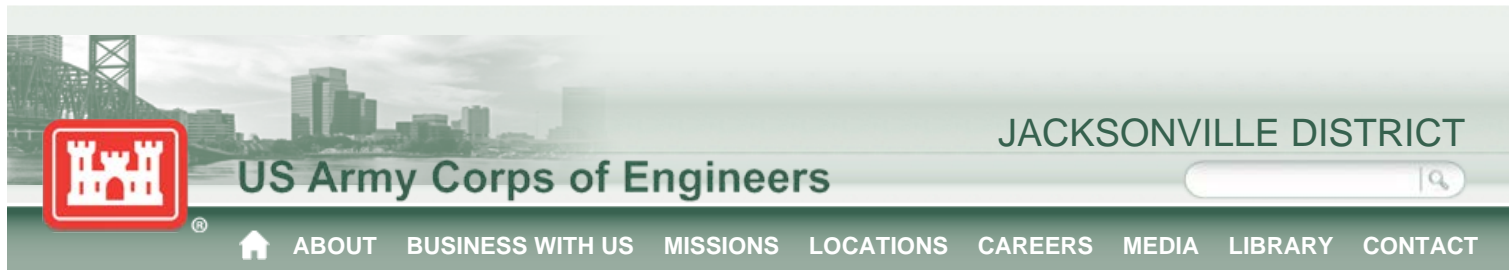 JACKSONVILLE DISTRICT
US Army Corps of Engineers
®
ABOUT BUSINESS WITH US MISSIONS LOCATIONS CAREERS MEDIA LIBRARY CONTACT